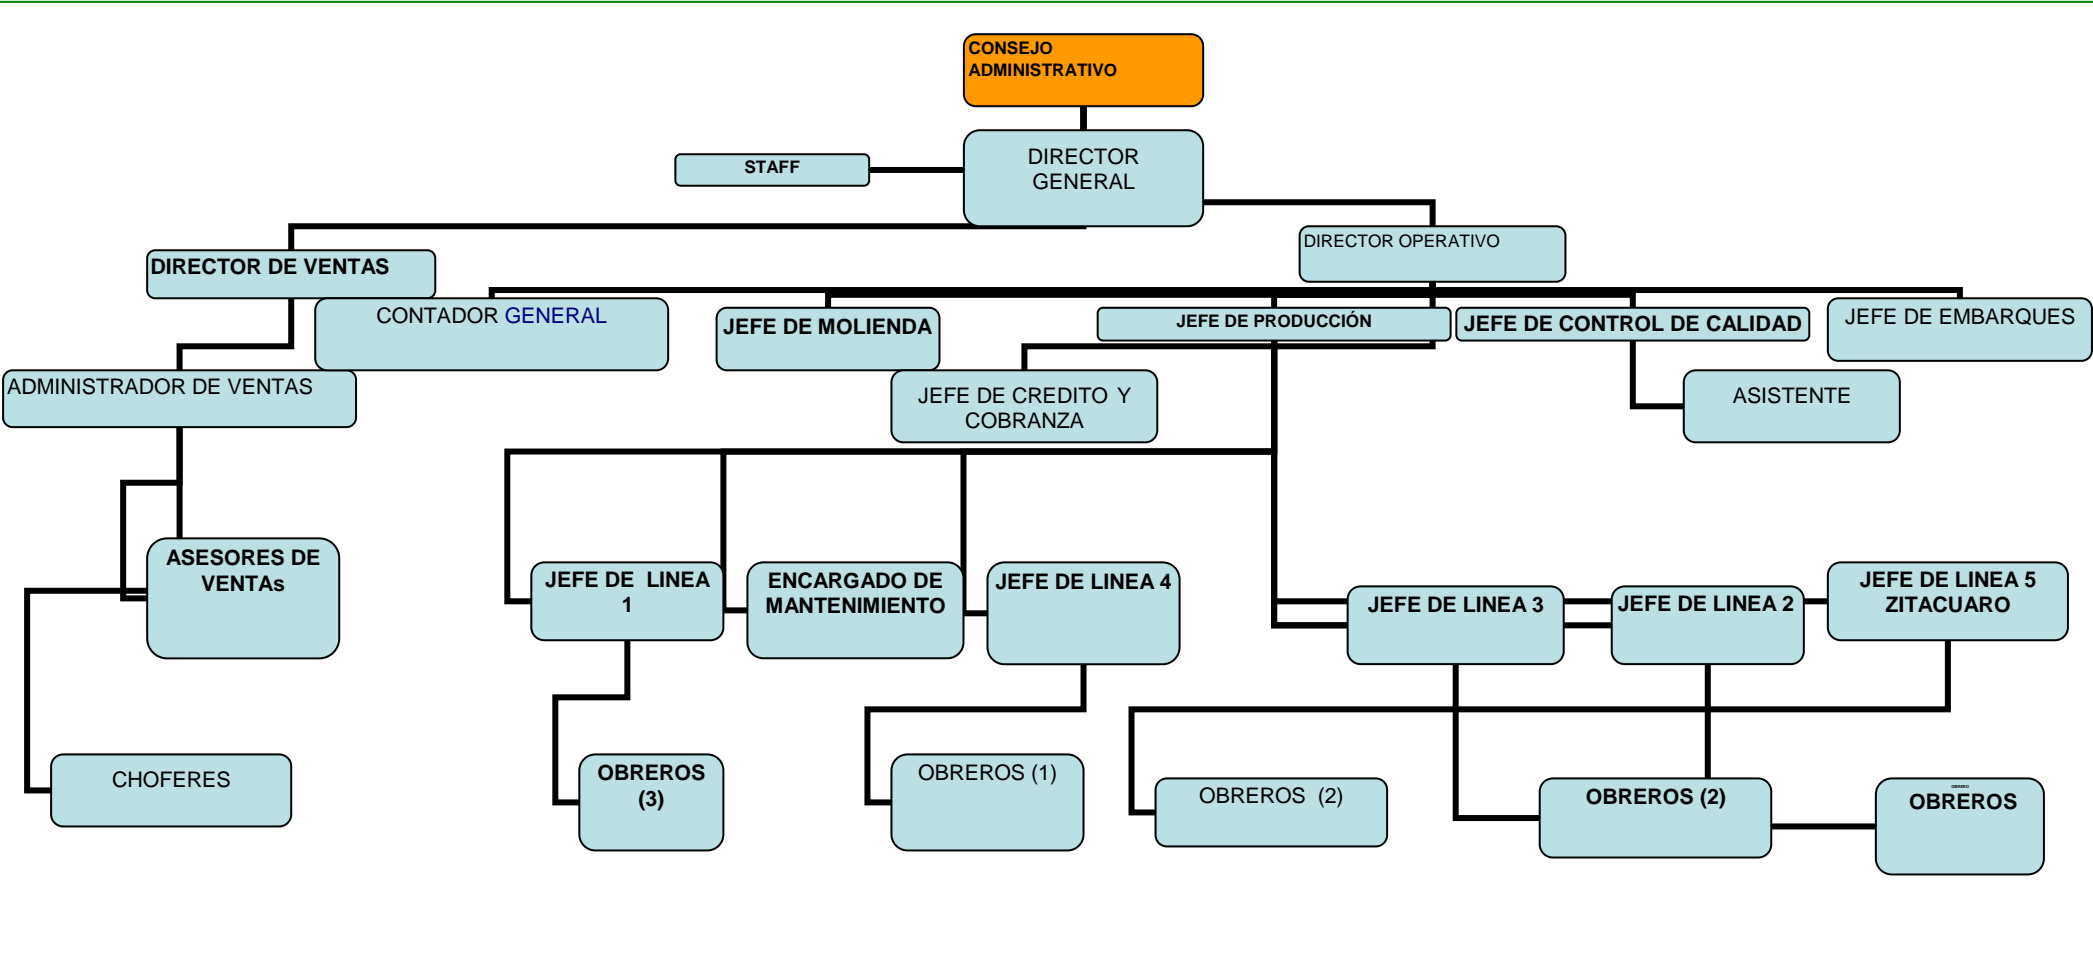 CONSEJO
ADMINISTRATIVO
DIRECTOR
GENERAL
STAFF
DIRECTOR OPERATIVO
DIRECTOR DE VENTAS
CONTADOR GENERAL
JEFE DE MOLIENDA
JEFE DE PRODUCCIÓN
JEFE DE CONTROL DE CALIDAD
JEFE DE EMBARQUES
ADMINISTRADOR DE VENTAS
JEFE DE CREDITO Y
COBRANZA
ASISTENTE
ASESORES DE
VENTAs
JEFE DE LINEA
1
ENCARGADO DE
MANTENIMIENTO
JEFE DE LINEA 4
JEFE DE LINEA 3
JEFE DE LINEA 2
JEFE DE LINEA 5
ZITACUARO
CHOFERES
OBREROS
(3)
OBREROS (1)
OBREROS (2)
OBREROS (2)
OBREROS